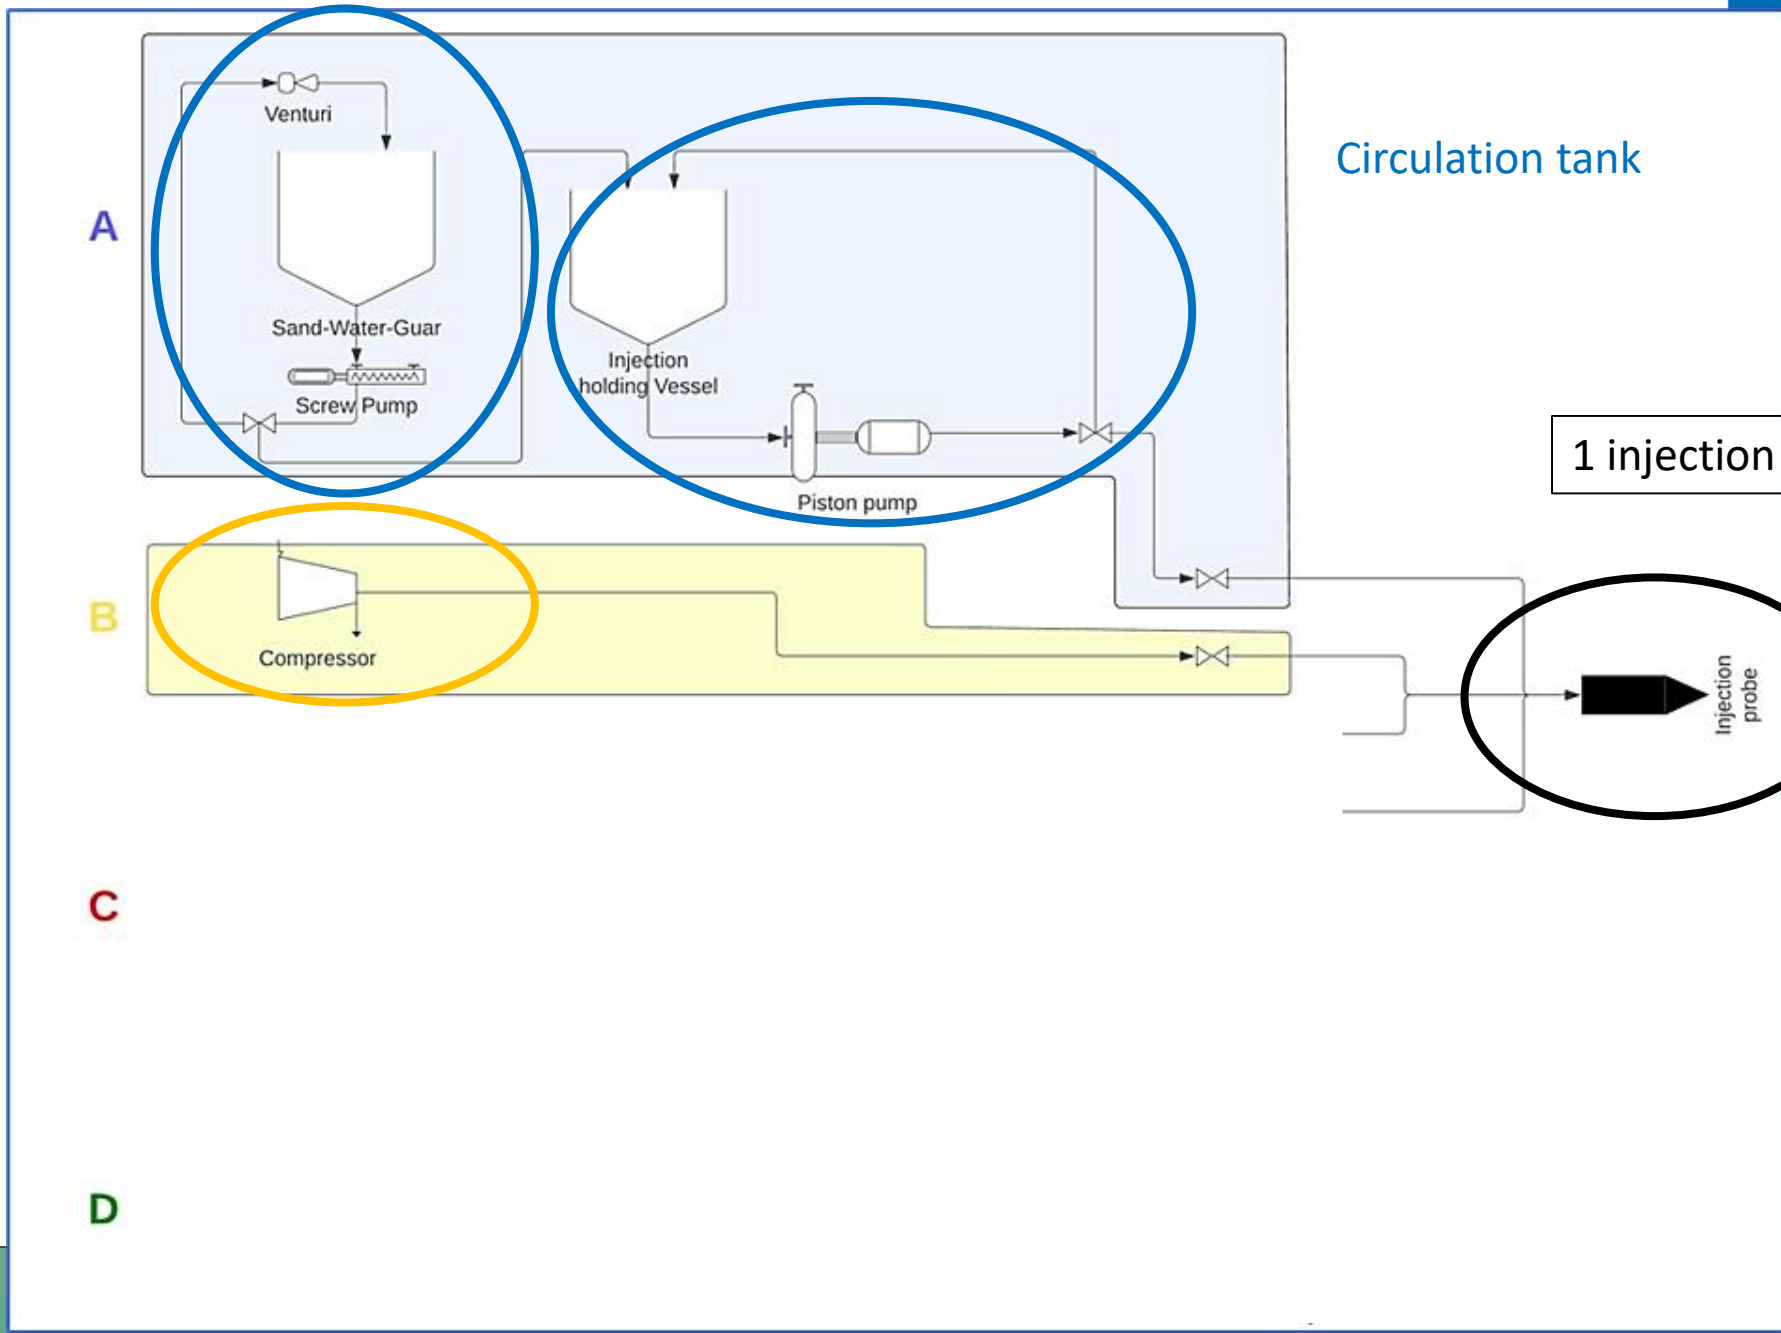 Venturi
Circulation tank
A
Sand-Water-Guar
Screw Pump
Injection
holding Vessel
1 injection
Piston pump
B
Compressor
Injection
probe
C
D